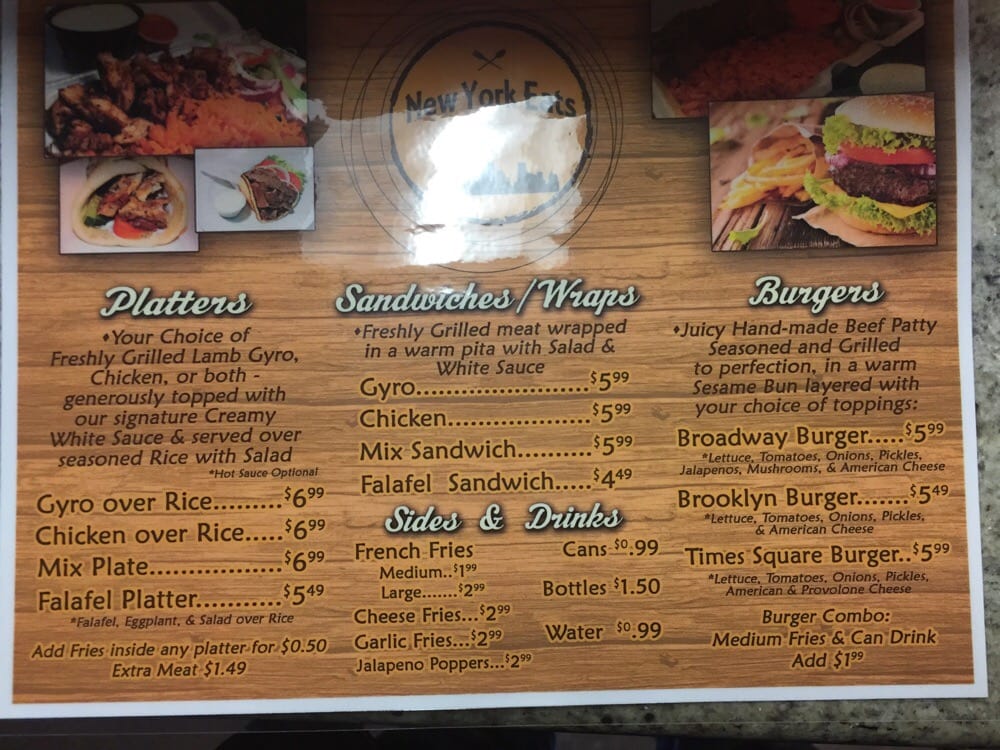 New York Eats
Platters
♦Your Choice of
Freshly Grilled Lamb Gyro,
Chicken, or both -
generously topped with
our signature Creamy
White Sauce & served over
seasoned Rice with Salad
*Hot Sauce Optional
Gyro over Rice.........$6.99
Chicken over Rice.....$6.99
Mix Plate.................$6.99
Falafel Platter...........$5.49
*Falafel, Eggplant, & Salad over Rice
Add Fries inside any platter for $0.50
Extra Meat $1.49
Sandwiches/Wraps
♦Freshly Grilled meat wrapped
in a warm pita with Salad &
White Sauce
Gyro......................$5.99
Chicken..................$5.99
Mix Sandwich..........$5.99
Falafel Sandwich.....$4.49
Sides & Drinks
French Fries
Medium..$1.99
Large.......$2.99
Cheese Fries...$2.99
Garlic Fries...$2.99
Jalapeno Poppers...$2.99
Cans $0.99
Bottles $1.50
Water $0.99
Burgers
♦Juicy Hand-made Beef Patty
Seasoned and Grilled
to perfection, in a warm
Sesame Bun layered with
your choice of toppings:
Broadway Burger.....$5.99
*Lettuce, Tomatoes, Onions, Pickles,
Jalapenos, Mushrooms, & American Cheese
Brooklyn Burger.......$5.49
*Lettuce, Tomatoes, Onions, Pickles,
& American Cheese
Times Square Burger..$5.99
*Lettuce, Tomatoes, Onions, Pickles,
American & Provolone Cheese
Burger Combo:
Medium Fries & Can Drink
Add $1.99